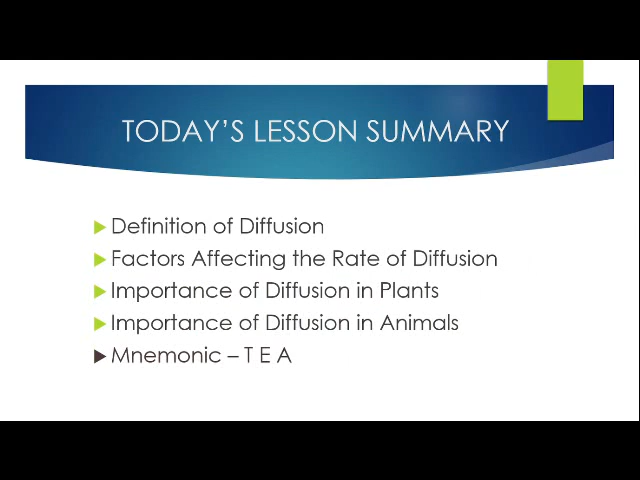 TODAY'S LESSON SUMMARY
Definition of Diffusion
Factors Affecting the Rate of Diffusion
Importance of Diffusion in Plants
Importance of Diffusion in Animals
Mnemonic – T E A